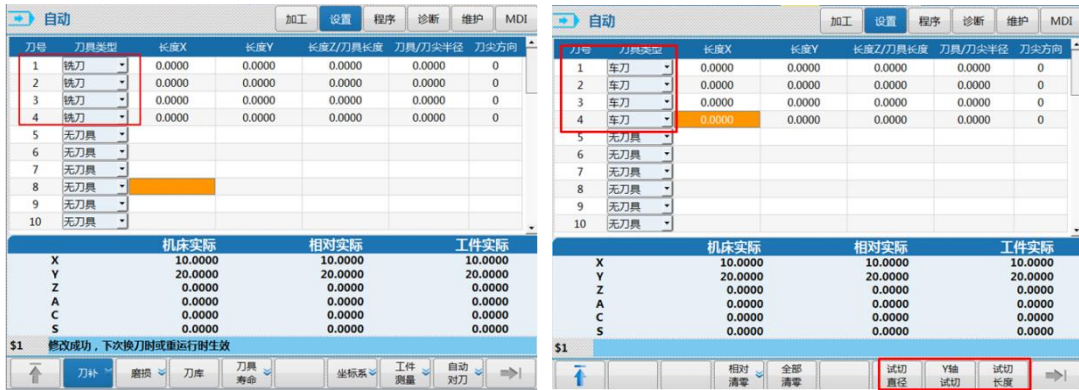 自动
加工 设置 程序 诊断 维护 MDI
刀号 刀具类型 长度X 长度Y 长度Z/刀具长度 刀具/刀尖半径 刀尖方向
1 铣刀 0.0000 0.0000 0.0000 0.0000 0
2 铣刀 0.0000 0.0000 0.0000 0.0000 0
3 铣刀 0.0000 0.0000 0.0000 0.0000 0
4 铣刀 0.0000 0.0000 0.0000 0.0000 0
5 无刀具
6 无刀具
7 无刀具
8 无刀具
9 无刀具
10 无刀具
机床实际 相对实际 工件实际
X 10.0000 10.0000 10.0000
Y 20.0000 20.0000 20.0000
Z 0.0000 0.0000 0.0000
A 0.0000 0.0000 0.0000
C 0.0000 0.0000 0.0000
S 0.0000 0.0000 0.0000
$1 修改成功，下次换刀时或重运行时生效
刀补 磨损 刀库 刀具寿命 坐标系 工件测量 自动对刀
自动
加工 设置 程序 诊断 维护 MDI
刀号 刀具类型 长度X 长度Y 长度Z/刀具长度 刀具/刀尖半径 刀尖方向
1 车刀 0.0000 0.0000 0.0000 0.0000 0
2 车刀 0.0000 0.0000 0.0000 0.0000 0
3 车刀 0.0000 0.0000 0.0000 0.0000 0
4 车刀 0.0000 0.0000 0.0000 0.0000 0
5 无刀具
6 无刀具
7 无刀具
8 无刀具
9 无刀具
10 无刀具
机床实际 相对实际 工件实际
X 10.0000 10.0000 10.0000
Y 20.0000 20.0000 20.0000
Z 0.0000 0.0000 0.0000
A 0.0000 0.0000 0.0000
C 0.0000 0.0000 0.0000
S 0.0000 0.0000 0.0000
$1
相对清零 全部清零 试切直径 Y轴试切 试切长度